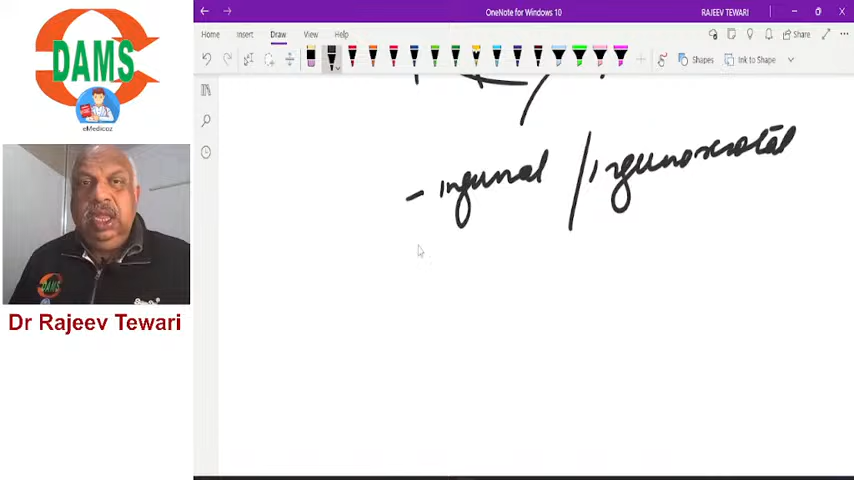 OneNote for Windows 10
RAJEEV TEWARI
Home Insert Draw View Help
Share
Shapes
Ink to Shape
DAMS
eMedicoz
- inguinal / Inguinoscrotal
Dr Rajeev Tewari